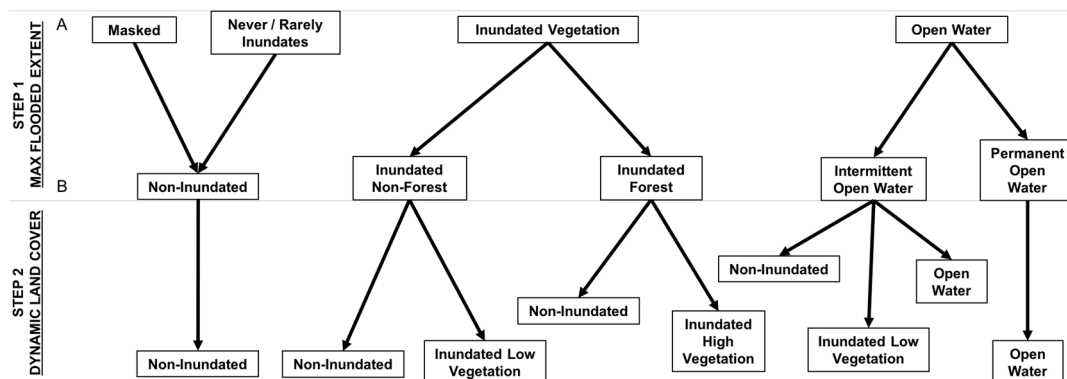 STEP 1
MAX FLOODED EXTENT
A
Masked
Never / Rarely
Inundates
Inundated Vegetation
Open Water
B
Non-Inundated
Inundated
Non-Forest
Inundated
Forest
Intermittent
Open Water
Permanent
Open
Water
STEP 2
DYNAMIC LAND COVER
Non-Inundated
Non-Inundated
Inundated Low
Vegetation
Non-Inundated
Inundated
High
Vegetation
Non-Inundated
Inundated Low
Vegetation
Open
Water
Open
Water